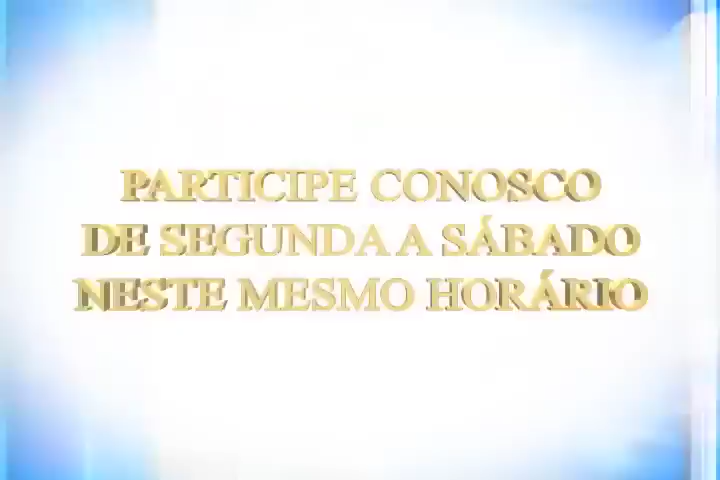 PARTICIPE CONOSCO
DE SEGUNDA A SÁBADO
NESTE MESMO HORÁRIO